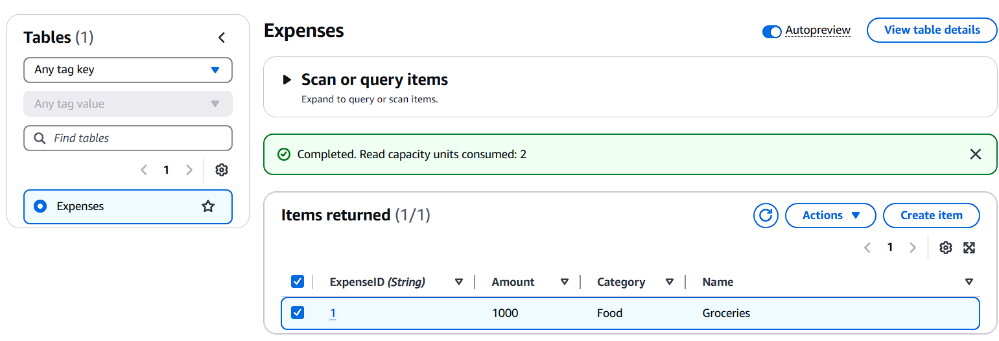 Tables (1)
Any tag key
Any tag value
Find tables
1
Expenses
Expenses
Autopreview
View table details
Scan or query items
Expand to query or scan items.
Completed. Read capacity units consumed: 2
Items returned (1/1)
Actions
Create item
1
ExpenseID (String) Amount Category Name
1 1000 Food Groceries